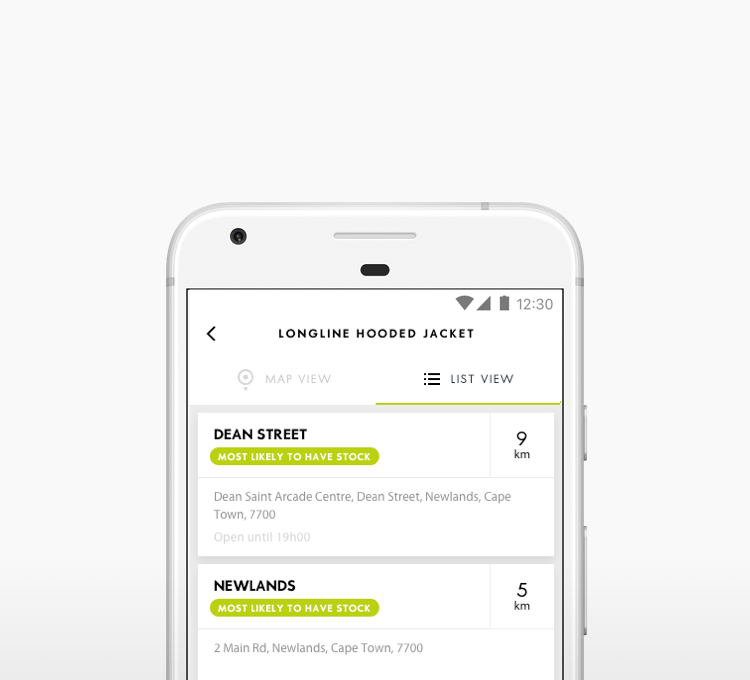 12:30
LONGLINE HOODED JACKET
MAP VIEW
LIST VIEW
DEAN STREET
MOST LIKELY TO HAVE STOCK
9
km
Dean Saint Arcade Centre, Dean Street, Newlands, Cape
Town, 7700
Open until 19h00
NEWLANDS
MOST LIKELY TO HAVE STOCK
5
km
2 Main Rd, Newlands, Cape Town, 7700